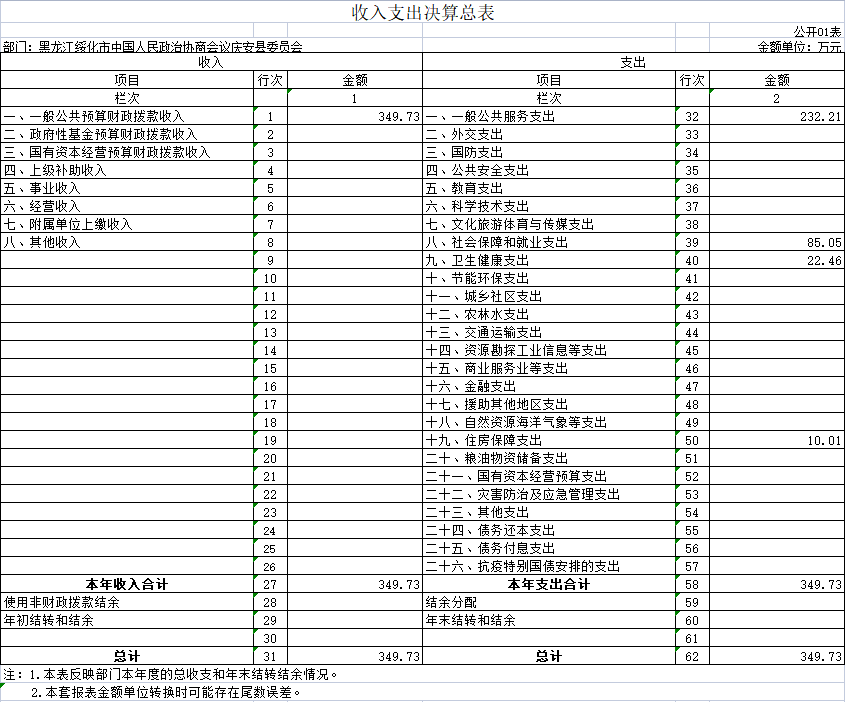 收入支出决算总表
公开01表
部门：黑龙江绥化市中国人民政治协商会议庆安县委员会 金额单位：万元
收入 支出
项目 行次 金额 项目 行次 金额
栏次 1 栏次 2
一、一般公共预算财政拨款收入 1 349.73 一、一般公共服务支出 32 232.21
二、政府性基金预算财政拨款收入 2 二、外交支出 33
三、国有资本经营预算财政拨款收入 3 三、国防支出 34
四、上级补助收入 4 四、公共安全支出 35
五、事业收入 5 五、教育支出 36
六、经营收入 6 六、科学技术支出 37
七、附属单位上缴收入 7 七、文化旅游体育与传媒支出 38
八、其他收入 8 八、社会保障和就业支出 39 85.05
9 九、卫生健康支出 40 22.46
10 十、节能环保支出 41
11 十一、城乡社区支出 42
12 十二、农林水支出 43
13 十三、交通运输支出 44
14 十四、资源勘探工业信息等支出 45
15 十五、商业服务业等支出 46
16 十六、金融支出 47
17 十七、援助其他地区支出 48
18 十八、自然资源海洋气象等支出 49
19 十九、住房保障支出 50 10.01
20 二十、粮油物资储备支出 51
21 二十一、国有资本经营预算支出 52
22 二十二、灾害防治及应急管理支出 53
23 二十三、其他支出 54
24 二十四、债务还本支出 55
25 二十五、债务付息支出 56
26 二十六、抗疫特别国债安排的支出 57
本年收入合计 27 349.73 本年支出合计 58 349.73
使用非财政拨款结余 28 结余分配 59
年初结转和结余 29 年末结转和结余 60
30 61
总计 31 349.73 总计 62 349.73
注：1.本表反映部门本年度的总收支和年末结转结余情况。
2.本套报表金额单位转换时可能存在尾数误差。